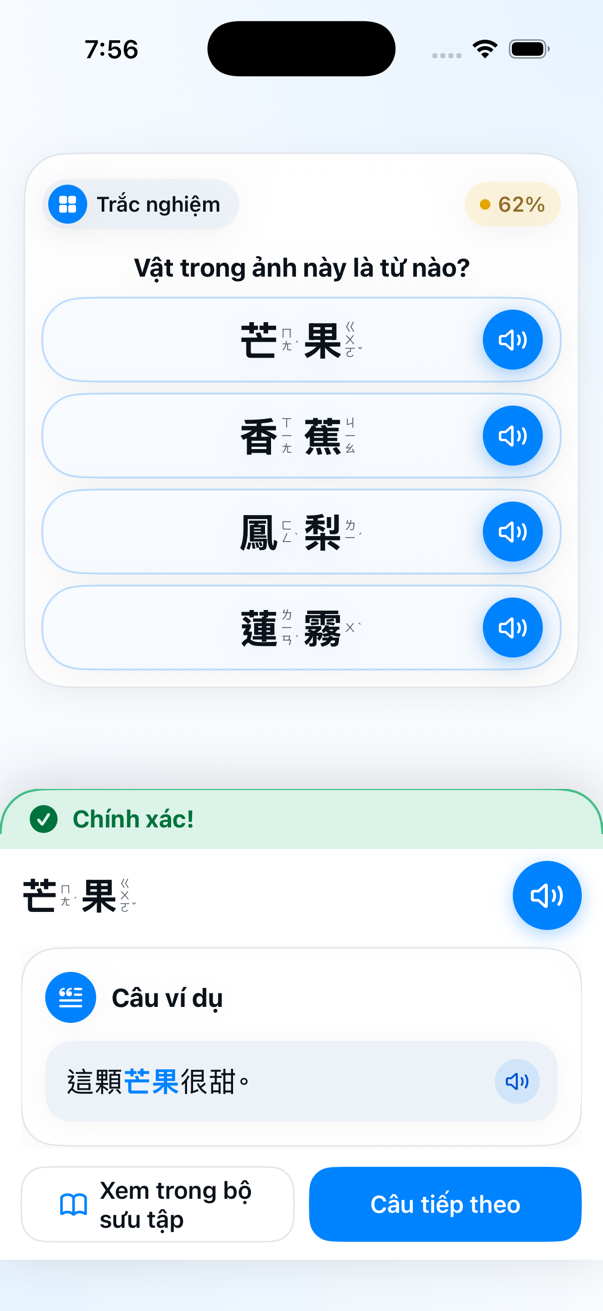 7:56
Trắc nghiệm
62%
Vật trong ảnh này là từ nào?
芒ㄇㄤˊ果ㄍㄨㄛˇ
香ㄒㄧㄤ蕉ㄐㄧㄠ
鳳ㄈㄥˋ梨ㄌㄧˊ
蓮ㄌㄧㄢˊ霧ㄨˋ
Chính xác!
芒ㄇㄤˊ果ㄍㄨㄛˇ
Câu ví dụ
這顆芒果很甜。
Xem trong bộ
sưu tập
Câu tiếp theo